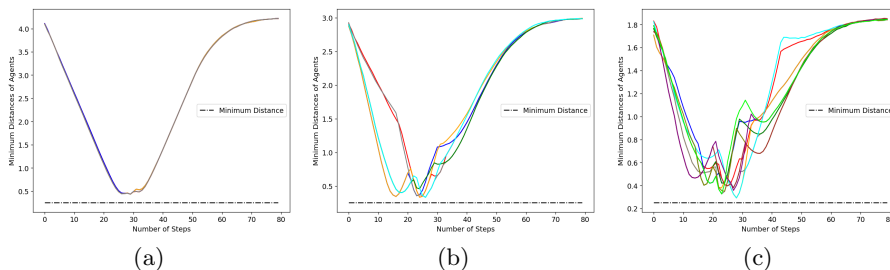 4.0
3.5
3.0
2.5
2.0
1.5
1.0
0.5
Minimum Distances of Agents
Minimum Distance
0 10 20 30 40 50 60 70 80
Number of Steps
(a)
3.0
2.5
2.0
1.5
1.0
0.5
Minimum Distances of Agents
Minimum Distance
0 10 20 30 40 50 60 70 80
Number of Steps
(b)
1.8
1.6
1.4
1.2
1.0
0.8
0.6
0.4
0.2
Minimum Distances of Agents
Minimum Distance
0 10 20 30 40 50 60 70 80
Number of Steps
(c)